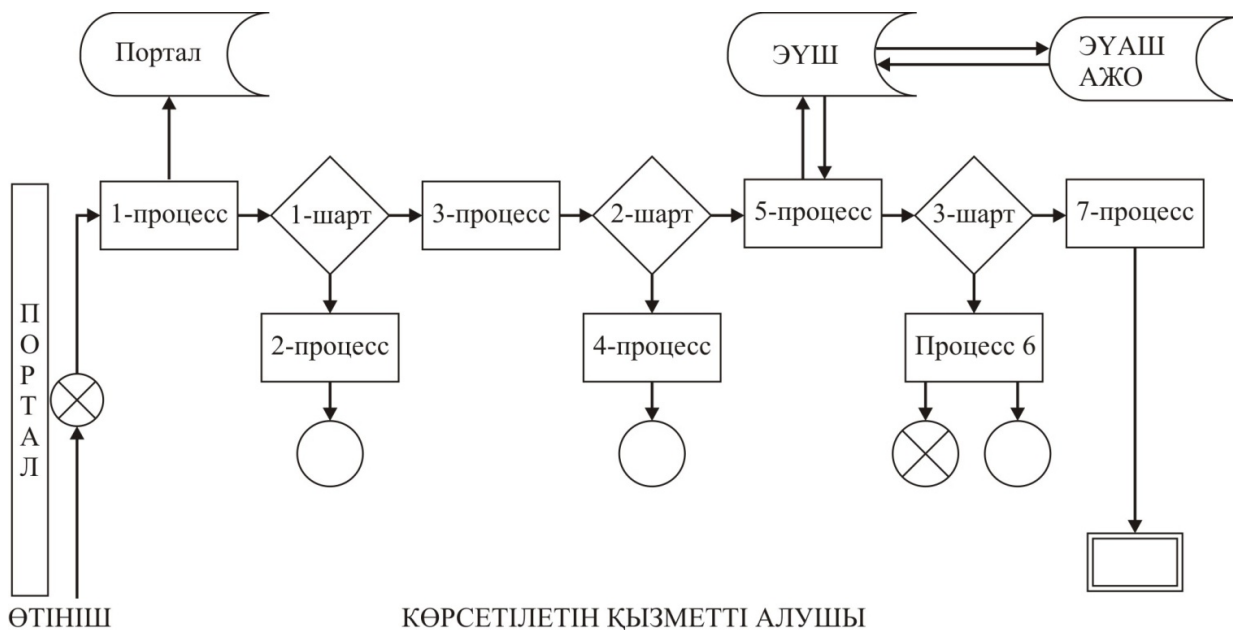 Портал
ЭҮШ
ЭҮАШ
АЖО
1-процесс
1-шарт
3-процесс
2-шарт
5-процесс
3-шарт
7-процесс
ПОРТАЛ
2-процесс
4-процесс
Процесс 6
ӨТІНІШ
КӨРСЕТІЛЕТІН ҚЫЗМЕТТІ АЛУШЫ